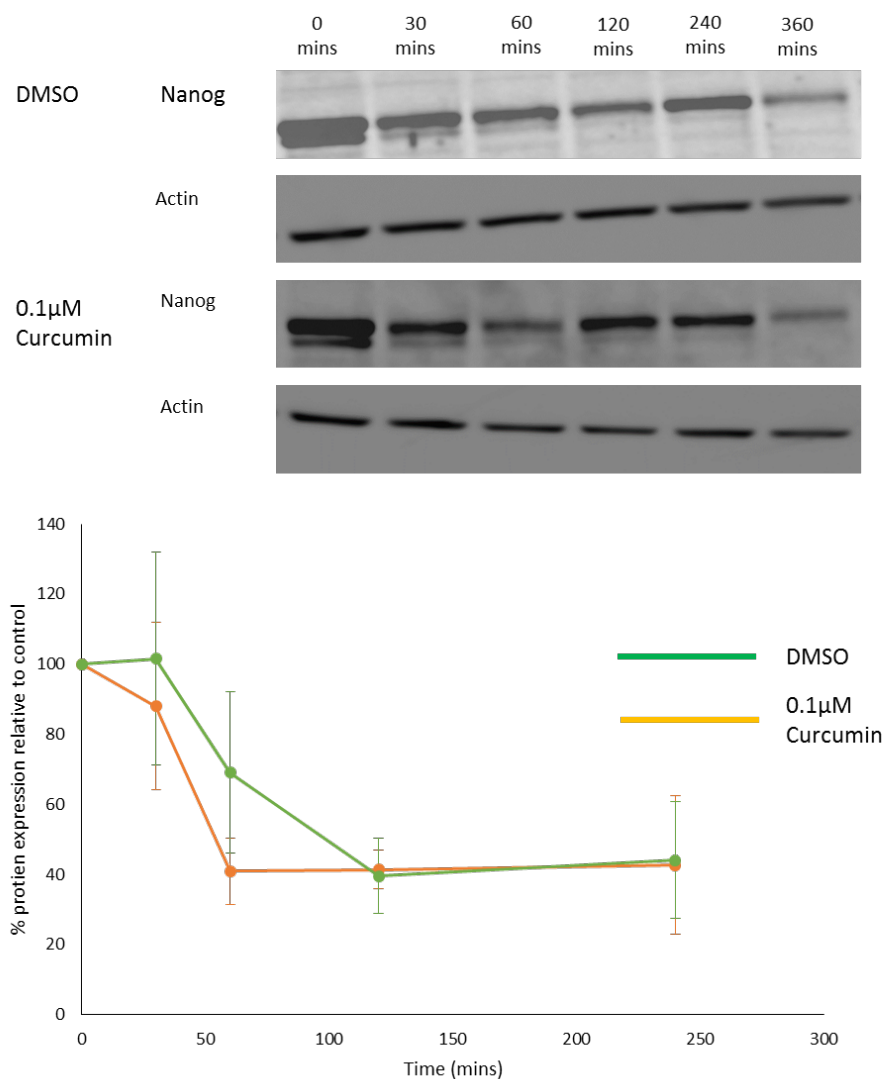 0 mins
30 mins
60 mins
120 mins
240 mins
360 mins
DMSO
Nanog
Actin
0.1µM
Curcumin
Nanog
Actin
140
120
100
80
60
40
20
0
% protien expression relative to control
0
50
100
150
200
250
300
Time (mins)
DMSO
0.1µM
Curcumin